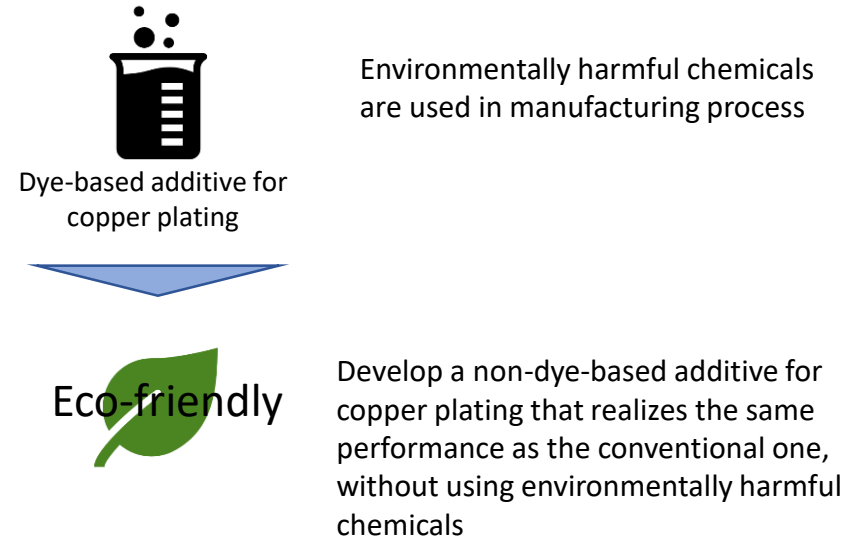 Environmentally harmful chemicals
are used in manufacturing process
Dye-based additive for
copper plating
Eco-friendly
Develop a non-dye-based additive for
copper plating that realizes the same
performance as the conventional one,
without using environmentally harmful
chemicals